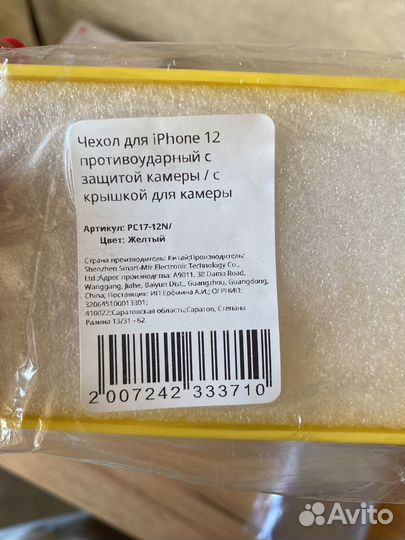 Чехол для iPhone 12
противоударный с
защитой камеры / с
крышкой для камеры
Артикул: PC17-12N/
Цвет: Желтый
Страна производитель: Китай;Производитель:
Shenzhen Smart-Mtr Electronic Technology Co.,
Ltd.;Адрес производства: A9011, 38 Dama Road,
Wanggang, Jiahe, Baiyun Dist., Guangzhou, Guangdong,
China; Поставщик: ИП Ерёмина А.И.; ОГРНИП:
320645100013301;
410022;Саратовская область;Саратов, Степана
Разина 13/31 - 62
2 007242 333710
Avito